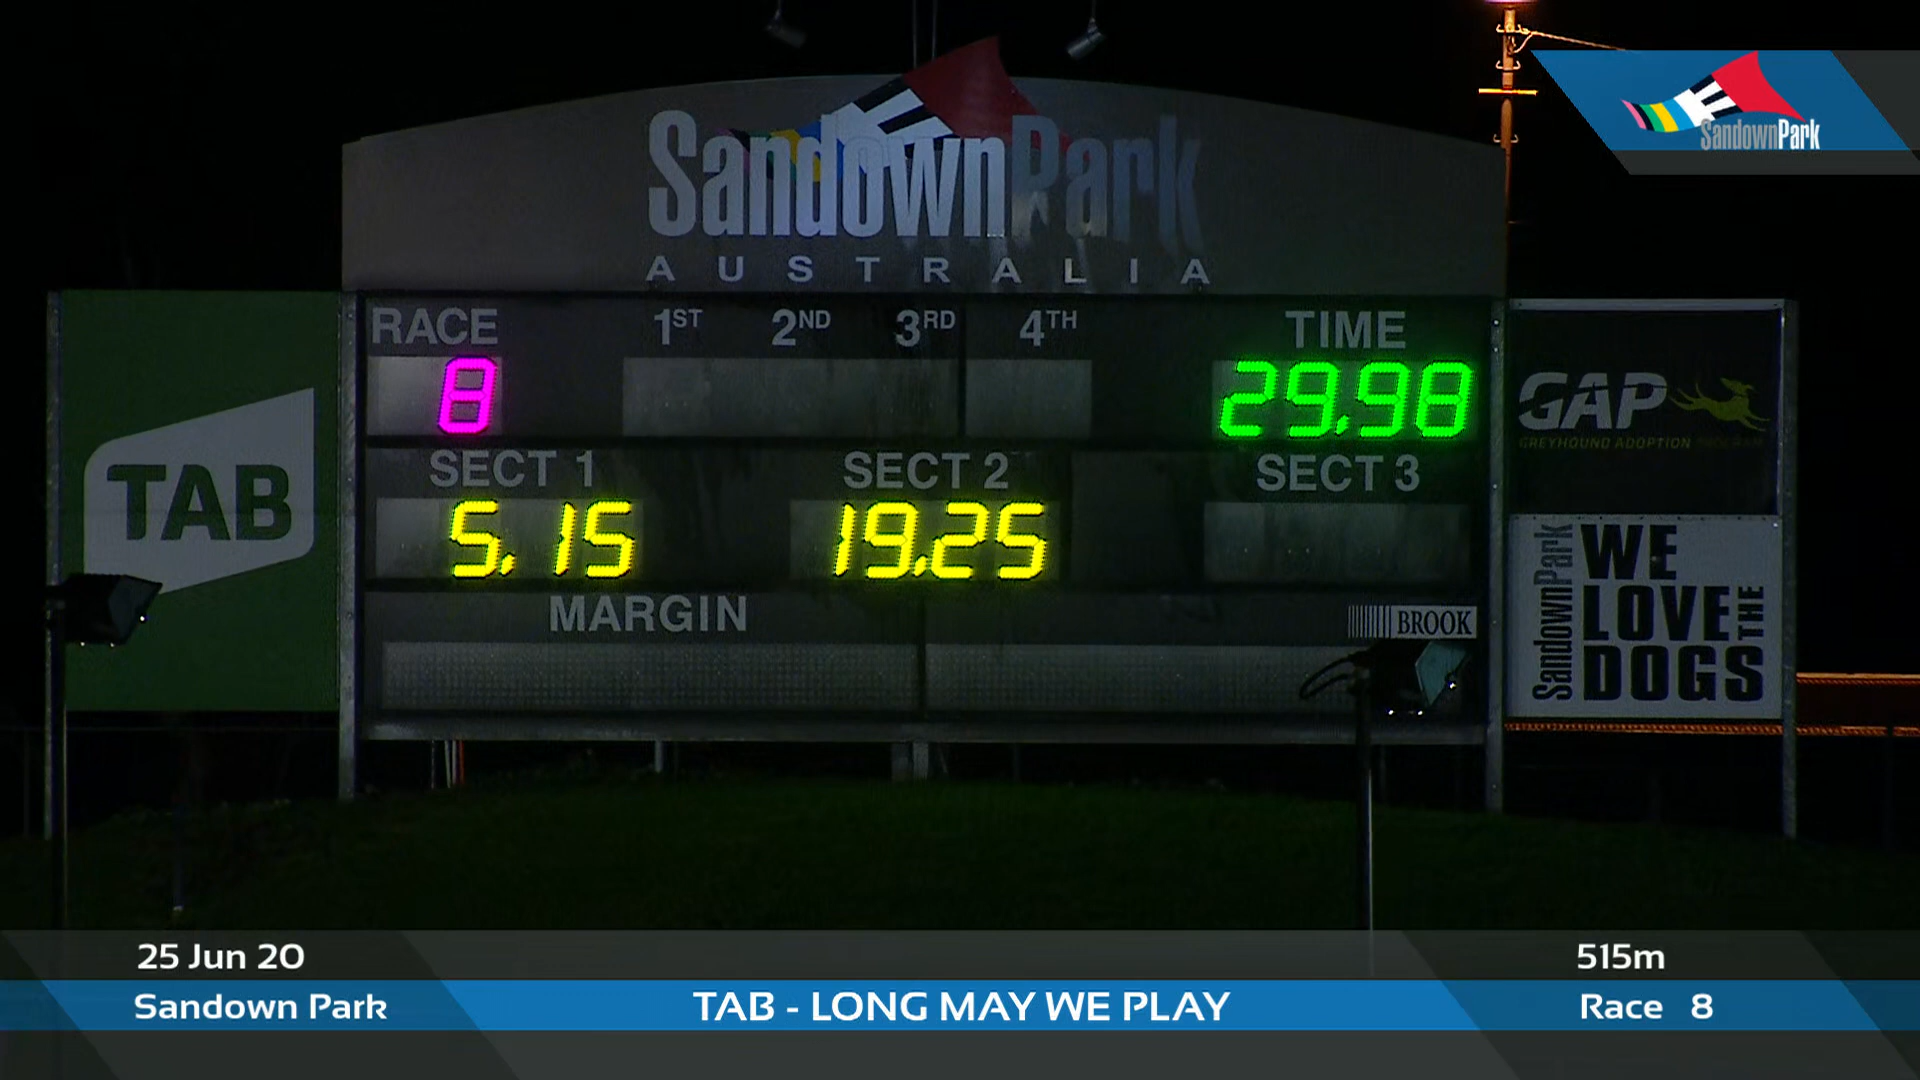 SandownPark
SandownPark
AUSTRALIA
RACE 1ST 2ND 3RD 4TH TIME
8 29.98
SECT 1 SECT 2 SECT 3
5.15 19.25
MARGIN
BROOK
TAB
GAP
GREYHOUND ADOPTION PROGRAM
SandownPark
WE
LOVE THE
DOGS
25 Jun 20 515m
Sandown Park TAB - LONG MAY WE PLAY Race 8